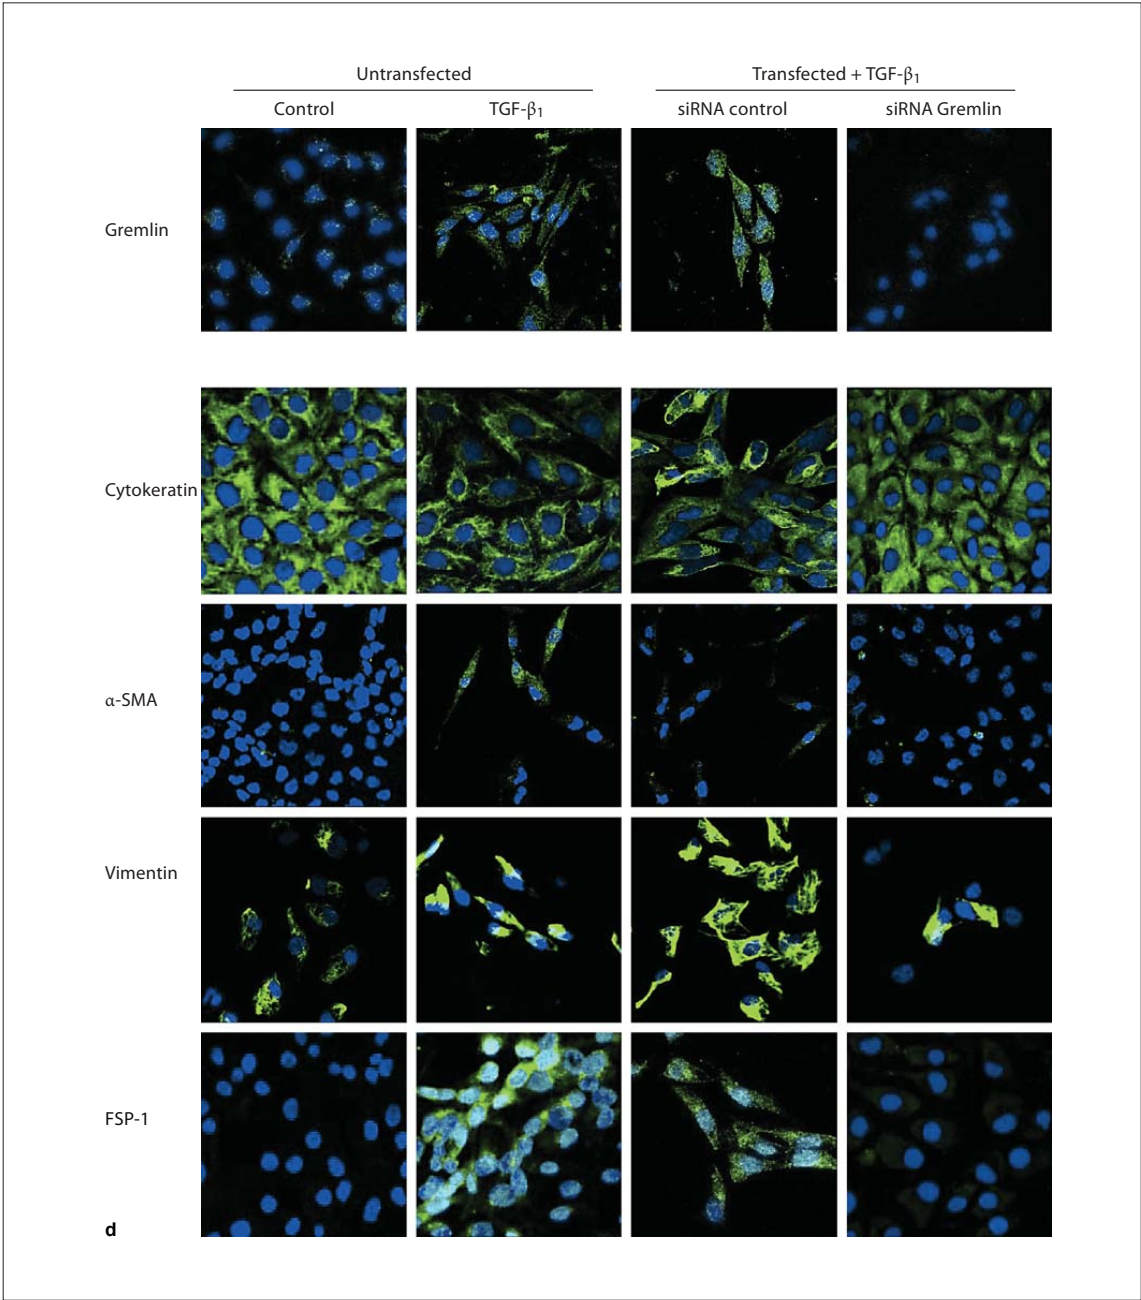 Untransfected
Transfected + TGF-β₁
Control
TGF-β₁
siRNA control
siRNA Gremlin
Gremlin
Cytokeratin
α-SMA
Vimentin
FSP-1
d